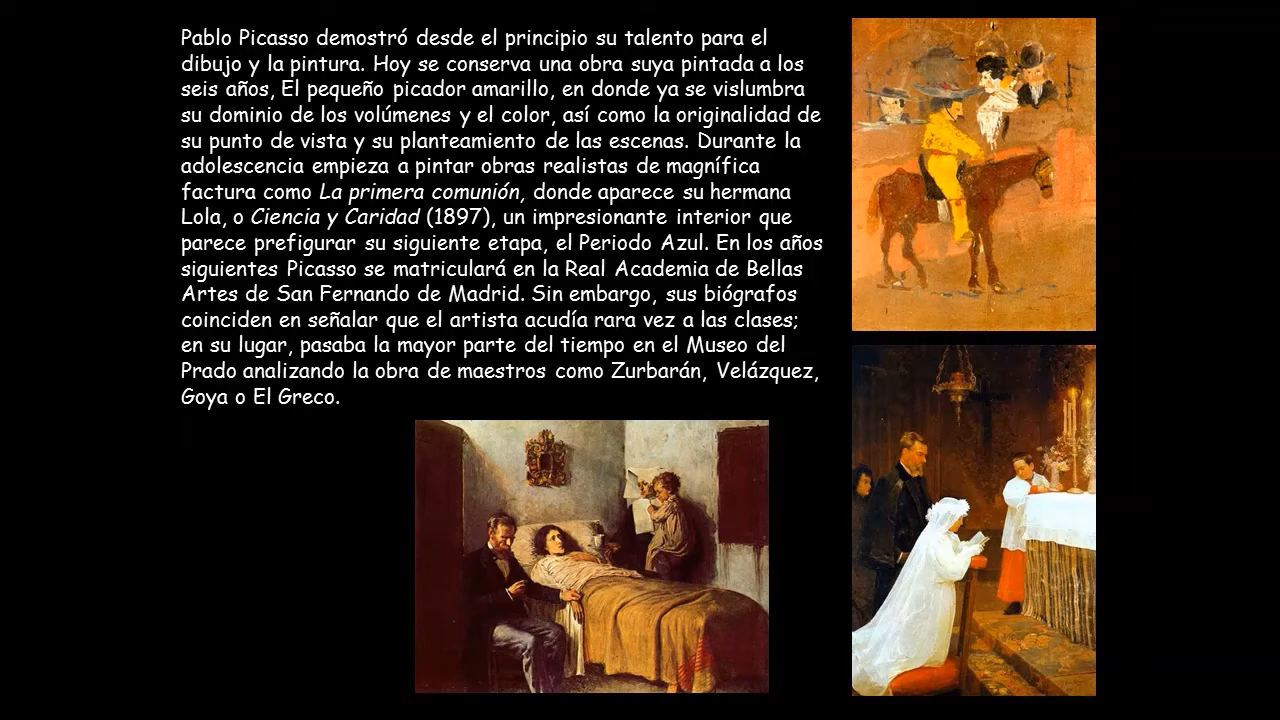 Pablo Picasso demostró desde el principio su talento para el
dibujo y la pintura. Hoy se conserva una obra suya pintada a los
seis años, El pequeño picador amarillo, en donde ya se vislumbra
su dominio de los volúmenes y el color, así como la originalidad de
su punto de vista y su planteamiento de las escenas. Durante la
adolescencia empieza a pintar obras realistas de magnífica
factura como La primera comunión, donde aparece su hermana
Lola, o Ciencia y Caridad (1897), un impresionante interior que
parece prefigurar su siguiente etapa, el Periodo Azul. En los años
siguientes Picasso se matriculará en la Real Academia de Bellas
Artes de San Fernando de Madrid. Sin embargo, sus biógrafos
coinciden en señalar que el artista acudía rara vez a las clases;
en su lugar, pasaba la mayor parte del tiempo en el Museo del
Prado analizando la obra de maestros como Zurbarán, Velázquez,
Goya o El Greco.